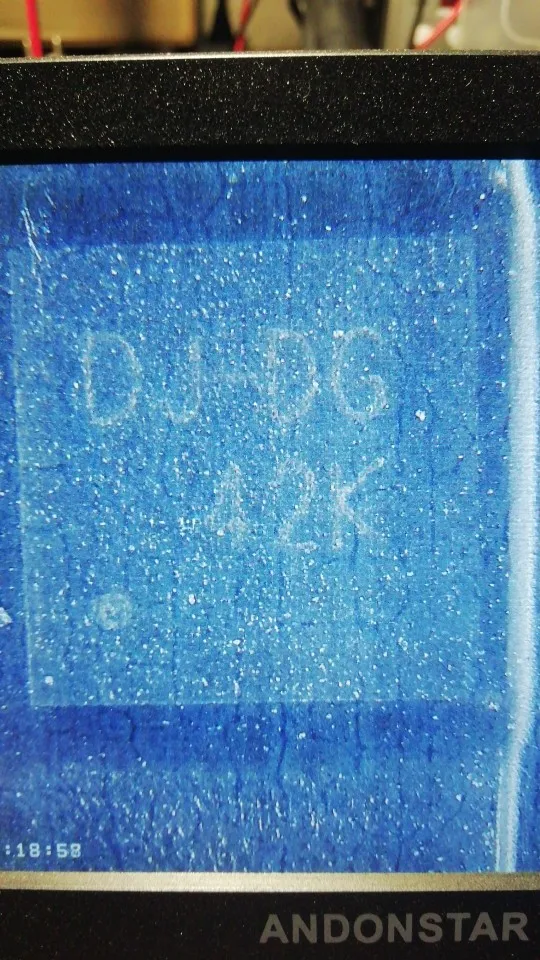 DJ-DG
42K
:18:58
ANDONSTAR